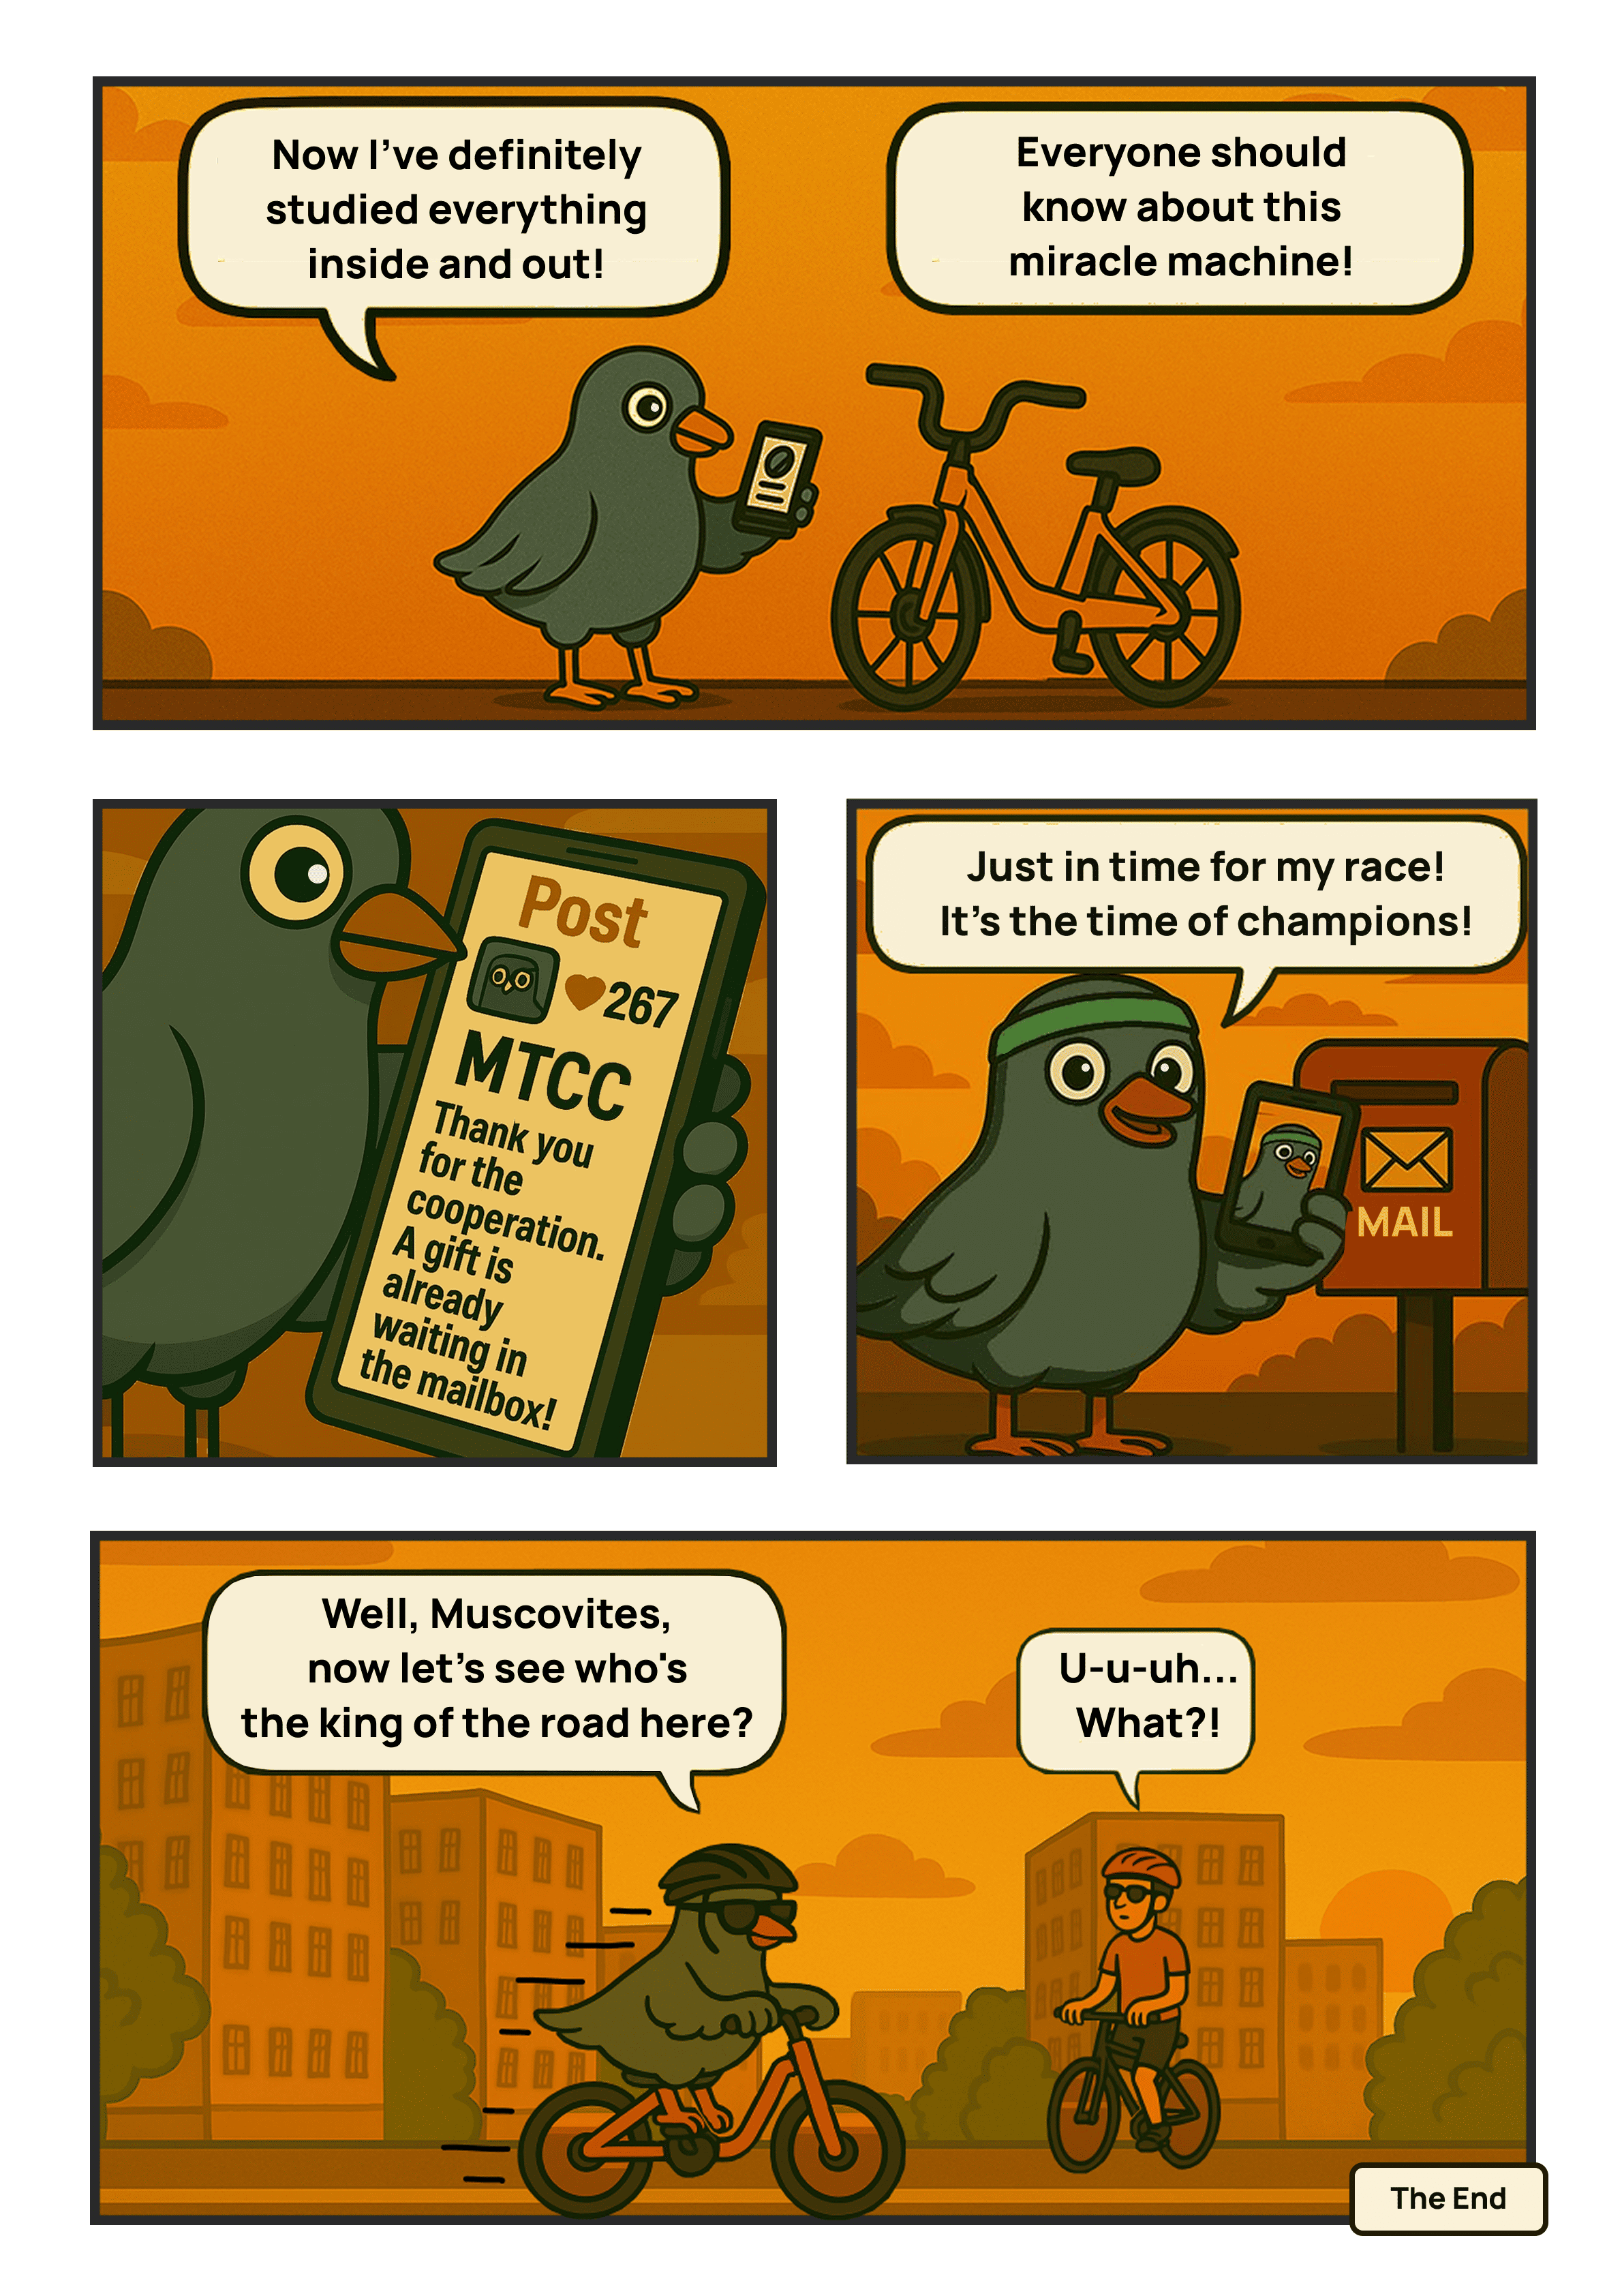 Now I’ve definitely
studied everything
inside and out!
Everyone should
know about this
miracle machine!
Post
267
MTCC
Thank you
for the
cooperation.
A gift is
already
waiting in
the mailbox!
Just in time for my race!
It’s the time of champions!
MAIL
Well, Muscovites,
now let’s see who's
the king of the road here?
U-u-uh...
What?!
The End